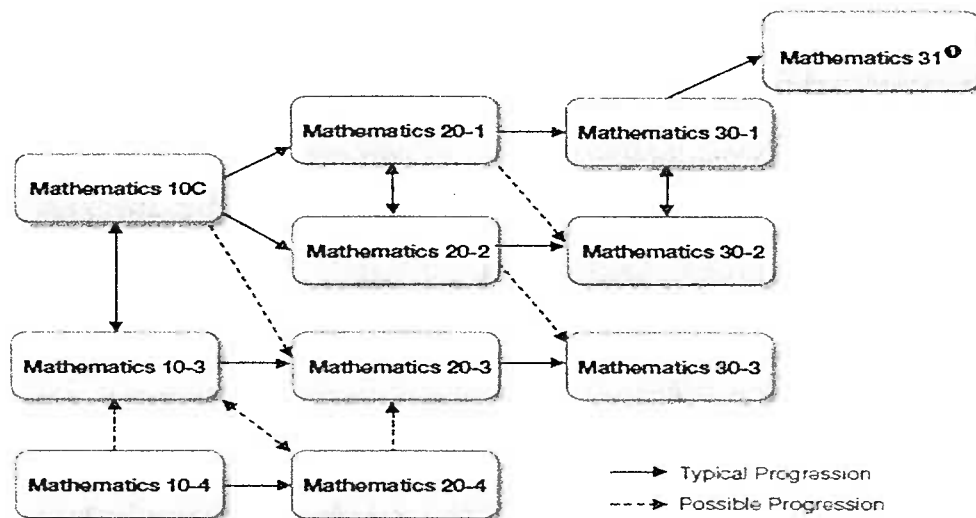 Mathematics 31❶
Mathematics 20-1
Mathematics 30-1
Mathematics 10C
Mathematics 20-2
Mathematics 30-2
Mathematics 10-3
Mathematics 20-3
Mathematics 30-3
Mathematics 10-4
Mathematics 20-4
Typical Progression
Possible Progression